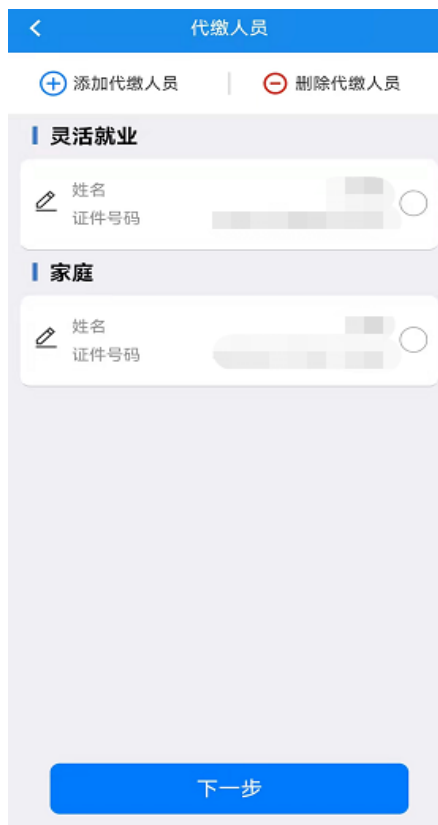 代缴人员
添加代缴人员 删除代缴人员
灵活就业
姓名
证件号码
家庭
姓名
证件号码
下一步